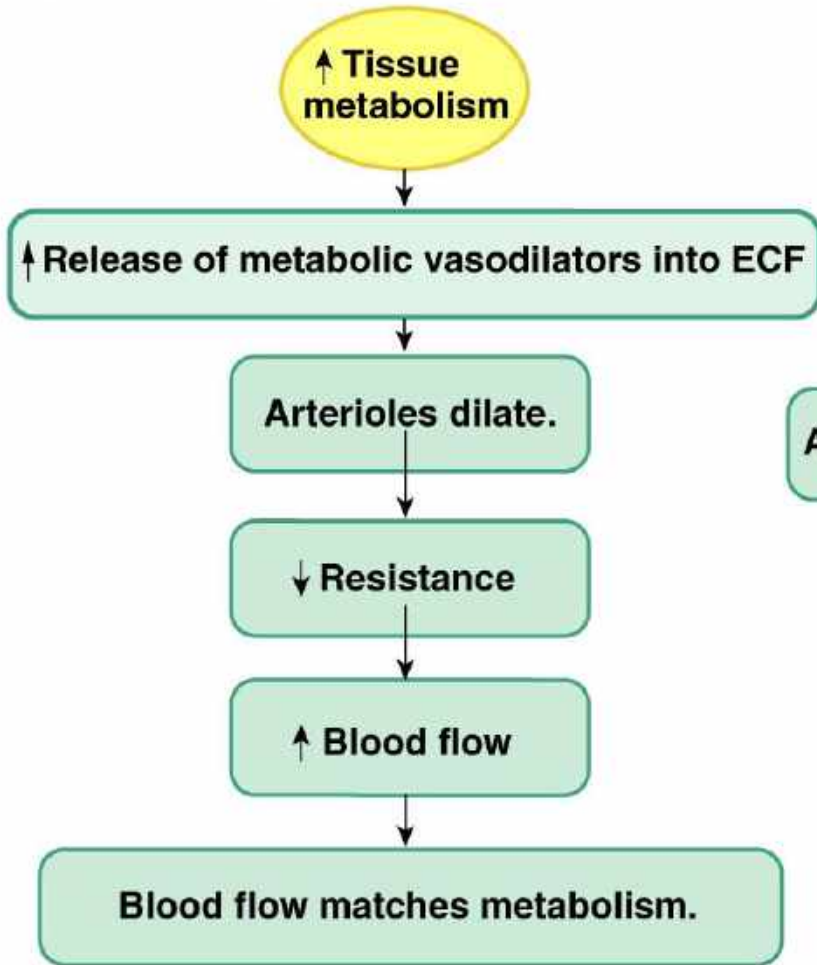 ↑ Tissue
metabolism
↑ Release of metabolic vasodilators into ECF
Arterioles dilate.
A
↓ Resistance
↑ Blood flow
Blood flow matches metabolism.